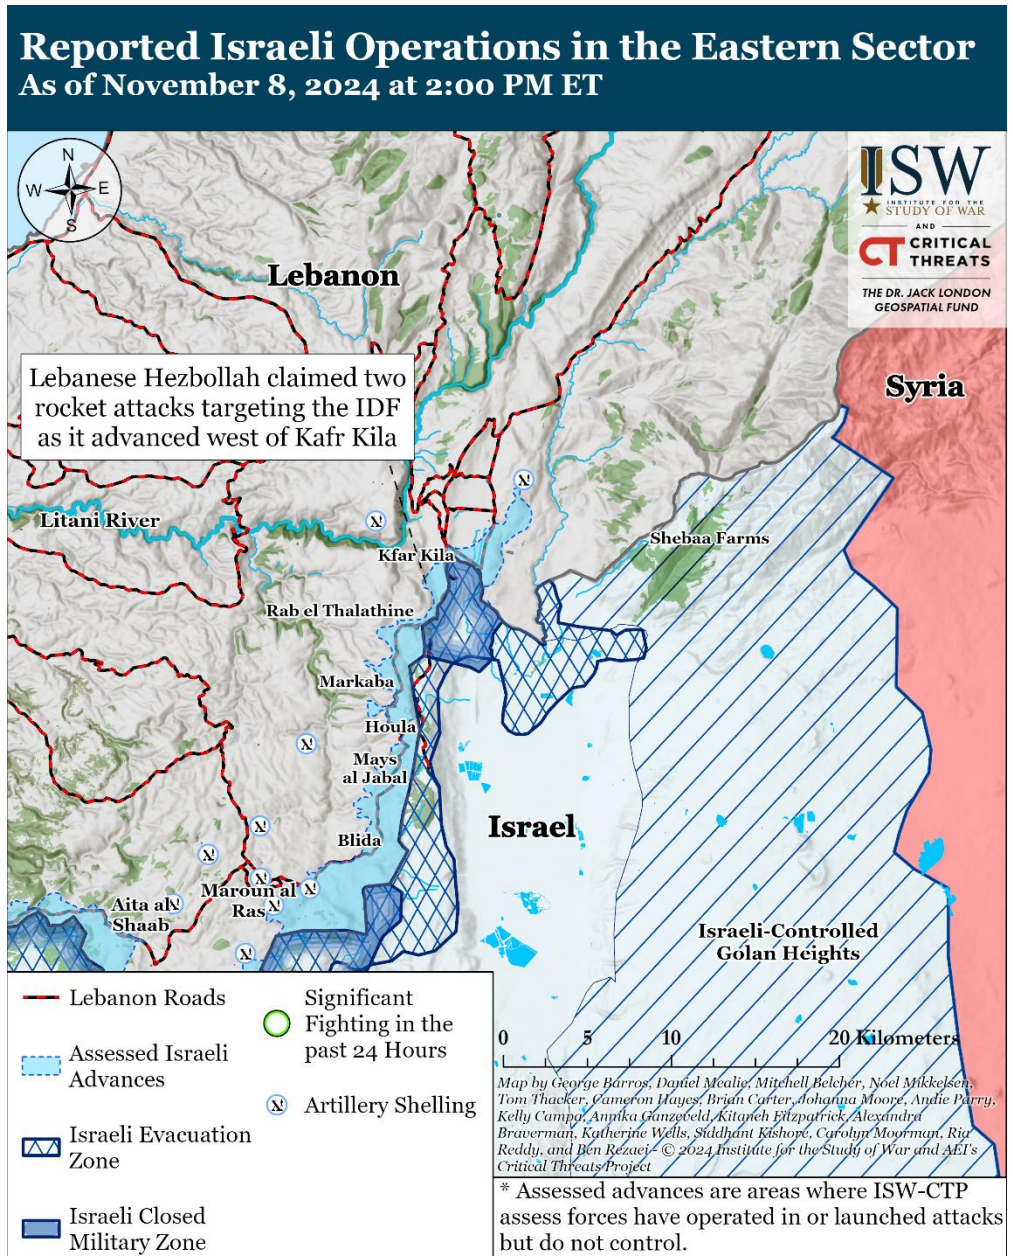 Reported Israeli Operations in the Eastern Sector
As of November 8, 2024 at 2:00 PM ET
N
W
E
S
ISW
INSTITUTE FOR THE
STUDY OF WAR
AND
CT CRITICAL
THREATS
THE DR. JACK LONDON
GEOSPATIAL FUND
Lebanon
Syria
Lebanese Hezbollah claimed two
rocket attacks targeting the IDF
as it advanced west of Kafr Kila
Litani River
Kfar Kila
Shebaa Farms
Rab el Thalathine
Markaba
Houla
Mays
al Jabal
Israel
Blida
Maroun al
Ras
Aita al
Shaab
Israeli-Controlled
Golan Heights
Lebanon Roads
Assessed Israeli
Advances
Israeli Evacuation
Zone
Israeli Closed
Military Zone
Significant
Fighting in the
past 24 Hours
Artillery Shelling
0 5 10 20 Kilometers
Map by George Barros, Daniel Mealie, Mitchell Belcher, Noel Mikkelsen,
Tom Thacker, Cameron Hayes, Brian Carter, Johanna Moore, Andie Parry,
Kelly Campa, Annika Ganzeveld, Kitaneh Fitzpatrick, Alexandra
Braverman, Katherine Wells, Siddhant Kishore, Carolyn Moorman, Ria
Reddy, and Ben Rezaei - © 2024 Institute for the Study of War and AEI's
Critical Threats Project
* Assessed advances are areas where ISW-CTP
assess forces have operated in or launched attacks
but do not control.